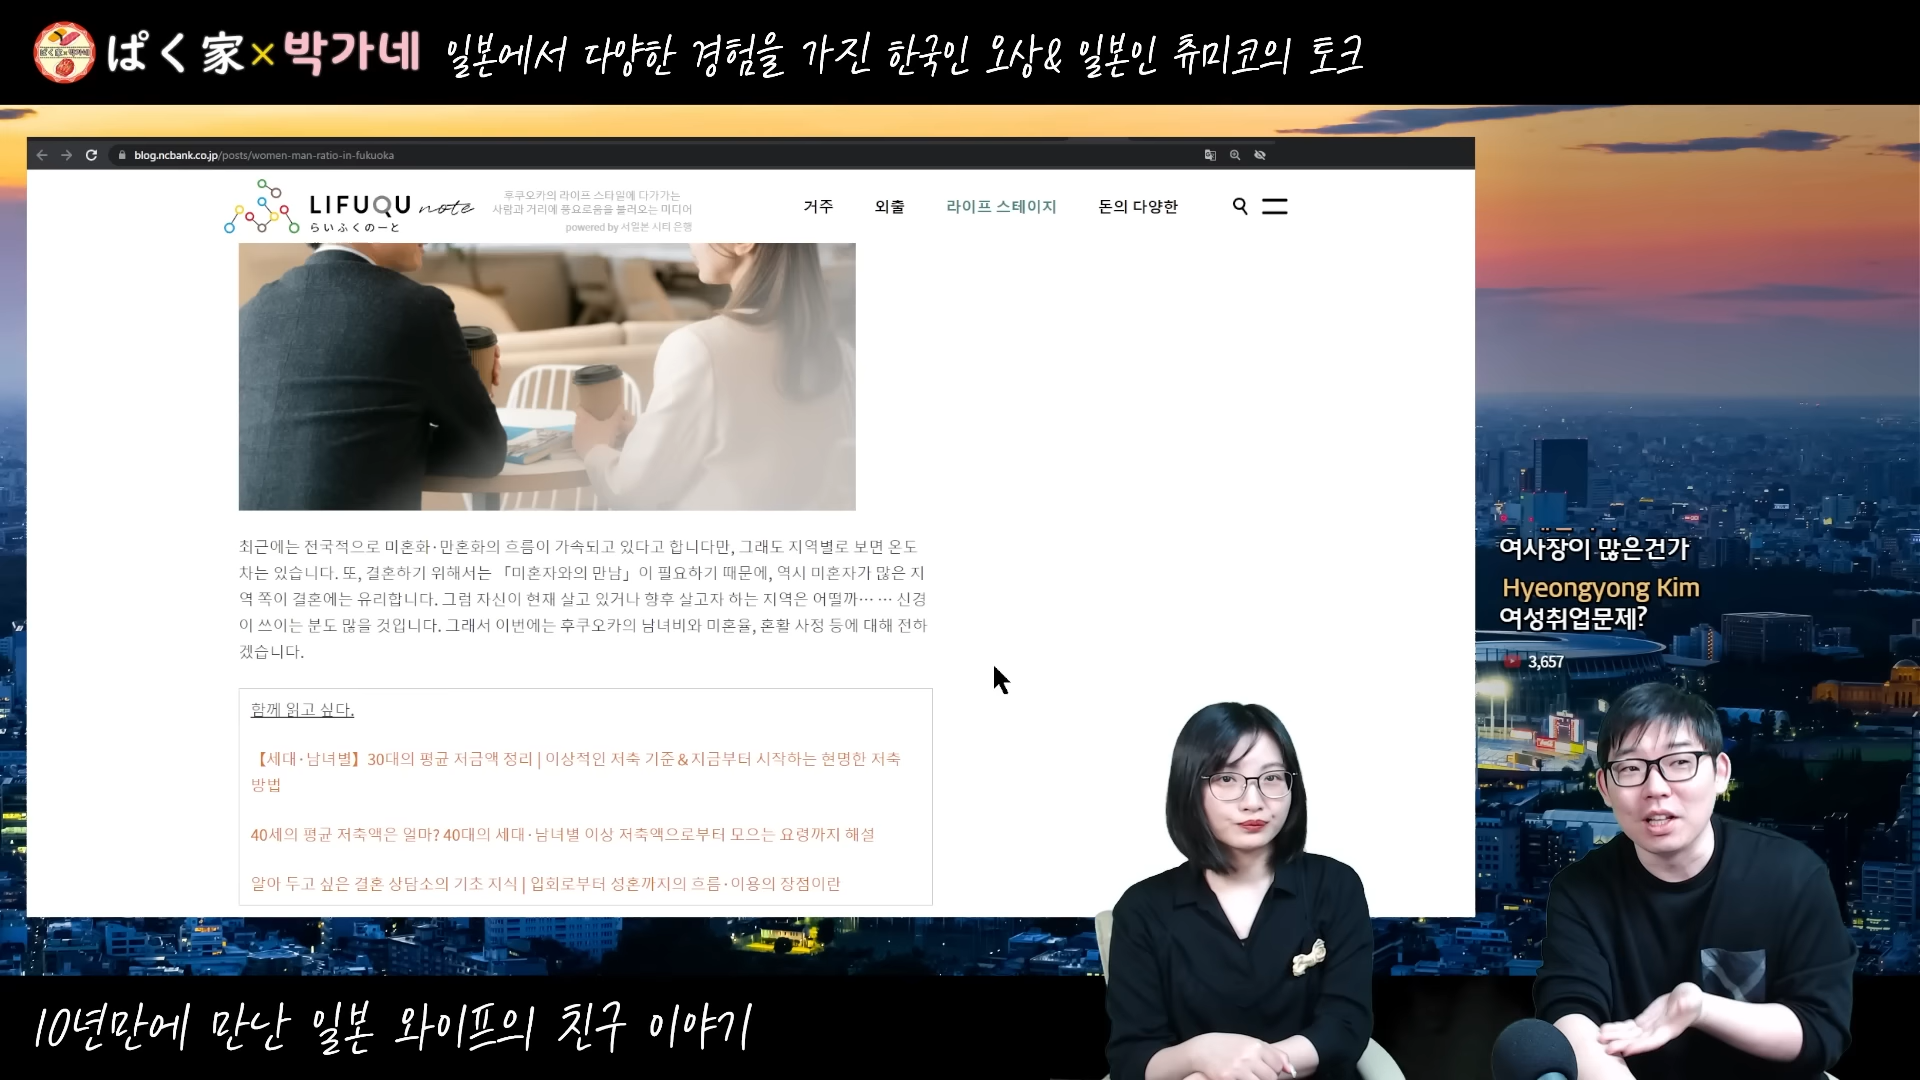 ぱく家×박가네 일본에서 다양한 경험을 가진 한국인 오상& 일본인 츄미코의 토크
blog.ncbank.co.jp/posts/women-man-ratio-in-fukuoka
LIFUQU note
らいふくのーと
후쿠오카의 라이프 스타일에 다가가는
사람과 거리에 풍요로움을 불러오는 미디어
powered by 서일본 시티 은행
거주 외출 라이프 스테이지 돈의 다양한
최근에는 전국적으로 미혼화·만혼화의 흐름이 가속되고 있다고 합니다만, 그래도 지역별로 보면 온도
차는 있습니다. 또, 결혼하기 위해서는 「미혼자와의 만남」이 필요하기 때문에, 역시 미혼자가 많은 지
역 쪽이 결혼에는 유리합니다. 그럼 자신이 현재 살고 있거나 향후 살고자 하는 지역은 어떨까… … 신경
이 쓰이는 분도 많을 것입니다. 그래서 이번에는 후쿠오카의 남녀비와 미혼율, 혼활 사정 등에 대해 전하
겠습니다.
함께 읽고 싶다.
【세대·남녀별】30대의 평균 저금액 정리 | 이상적인 저축 기준＆지금부터 시작하는 현명한 저축
방법
40세의 평균 저축액은 얼마? 40대의 세대·남녀별 이상 저축액으로부터 모으는 요령까지 해설
알아 두고 싶은 결혼 상담소의 기초 지식 | 입회로부터 성혼까지의 흐름·이용의 장점이란
여사장이 많은건가
Hyeongyong Kim
여성취업문제?
3,657
10년만에 만난 일본 와이프의 친구 이야기